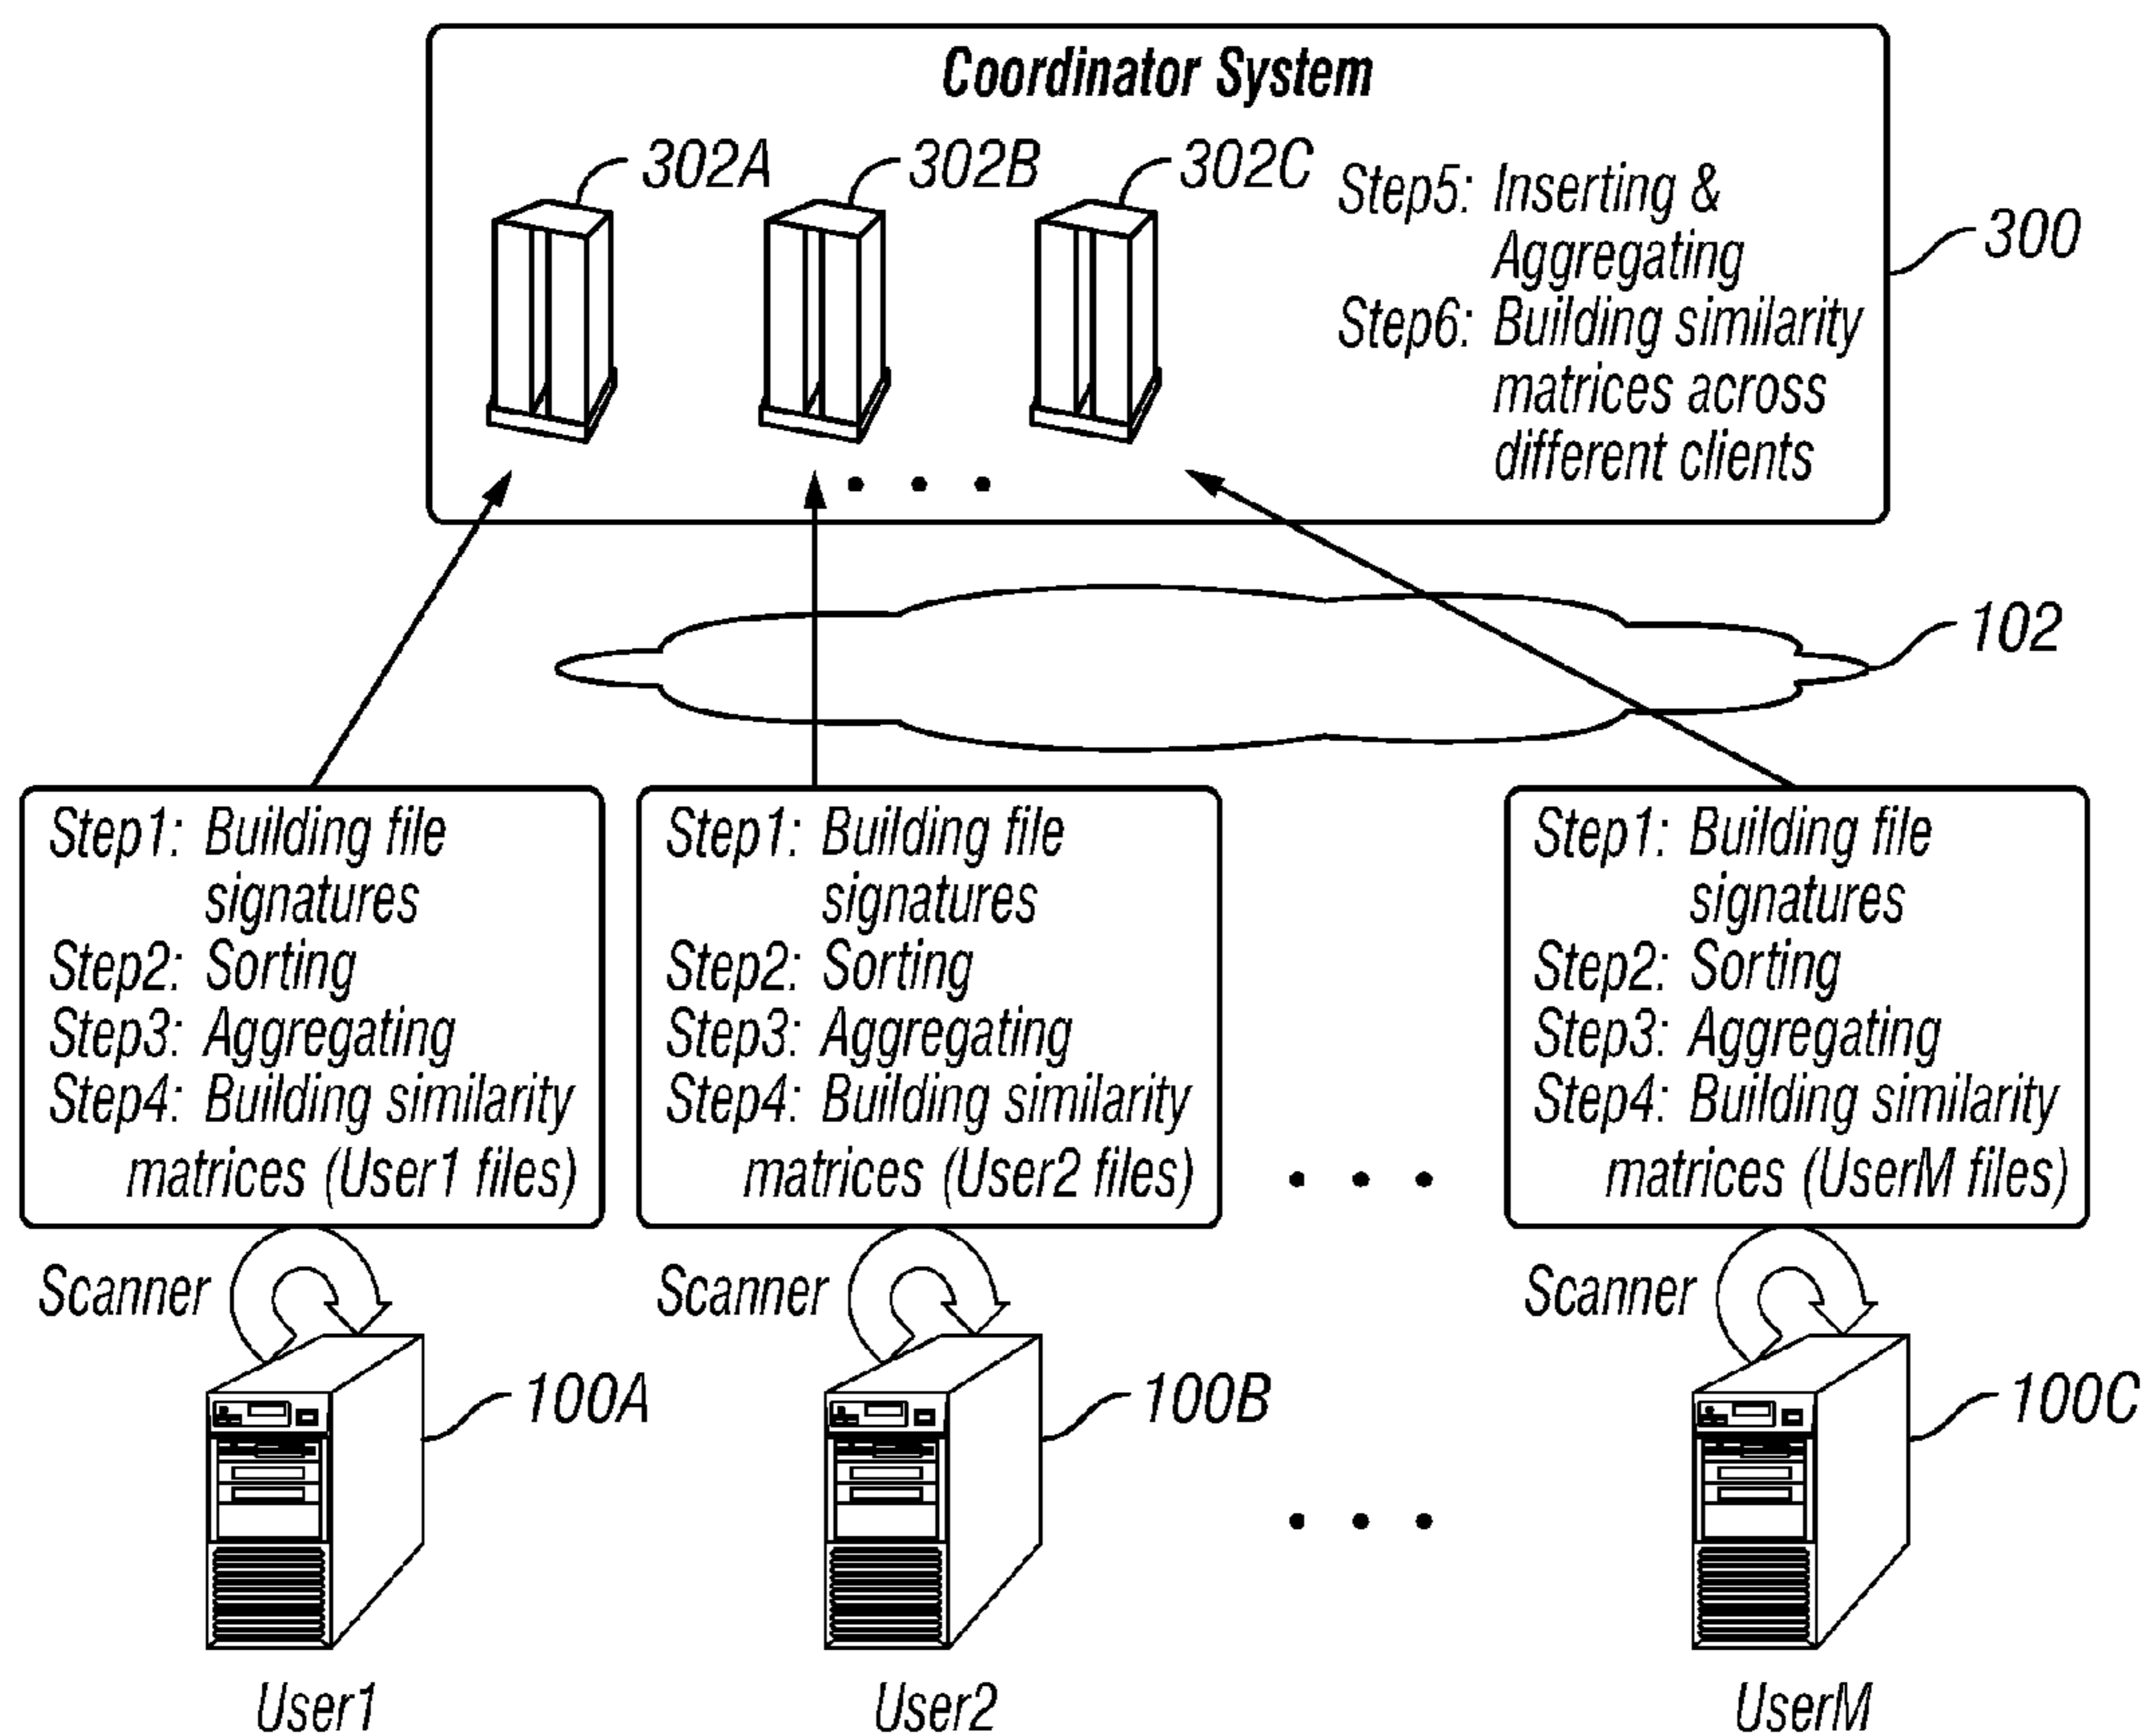 Coordinator System
302A
302B
302C
Step5: Inserting &
Aggregating
Step6: Building similarity
matrices across
different clients
300
102
Step1: Building file
signatures
Step2: Sorting
Step3: Aggregating
Step4: Building similarity
matrices (User1 files)
Step1: Building file
signatures
Step2: Sorting
Step3: Aggregating
Step4: Building similarity
matrices (User2 files)
Step1: Building file
signatures
Step2: Sorting
Step3: Aggregating
Step4: Building similarity
matrices (UserM files)
Scanner
Scanner
Scanner
100A
100B
100C
User1
User2
UserM